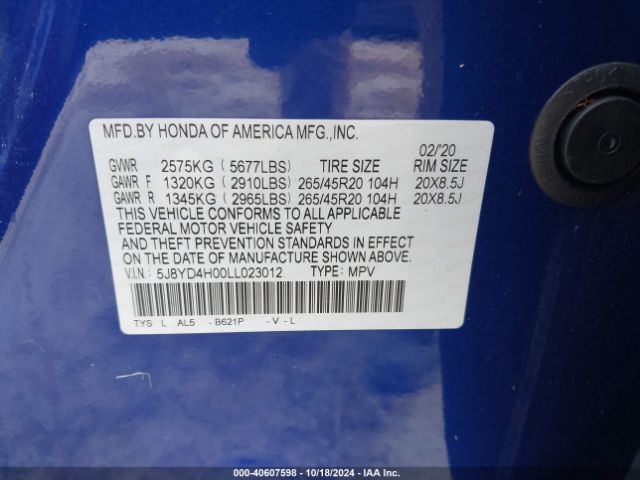 MFD.BY HONDA OF AMERICA MFG.,INC.
02/'20
GVWR 2575KG ( 5677LBS) TIRE SIZE RIM SIZE
GAWR F 1320KG ( 2910LBS) 265/45R20 104H 20X8.5J
GAWR R 1345KG ( 2965LBS) 265/45R20 104H 20X8.5J
THIS VEHICLE CONFORMS TO ALL APPLICABLE
FEDERAL MOTOR VEHICLE SAFETY
AND THEFT PREVENTION STANDARDS IN EFFECT
ON THE DATE OF MANUFACTURE SHOWN ABOVE.
V.I.N.: 5J8YD4H00LL023012 TYPE: MPV
TYS L AL5 - B621P - V - L
000-40607598 - 10/18/2024 - IAA Inc.